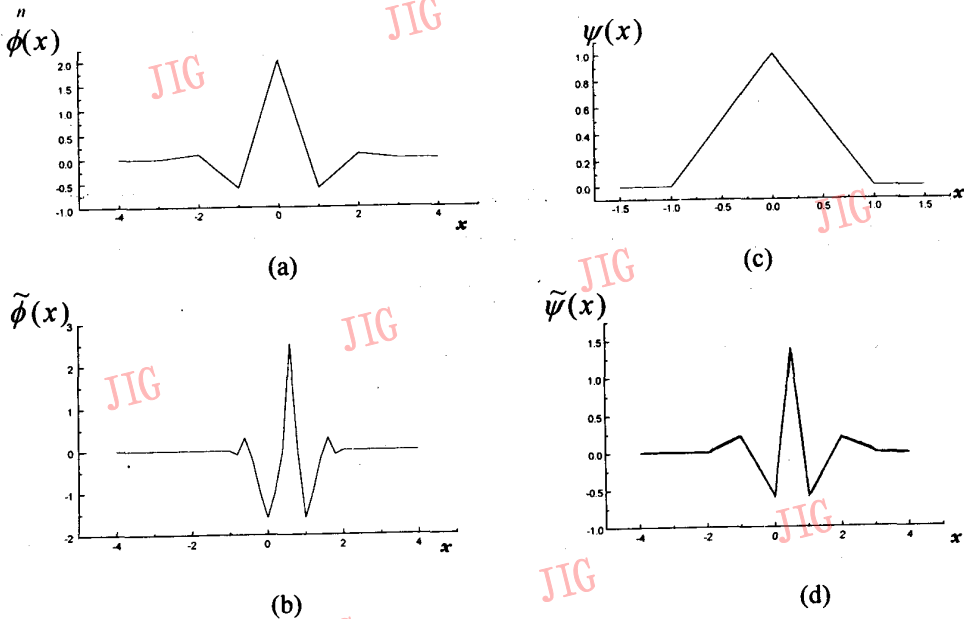 n
ϕ(x)
JIG
JIG
2.0
1.5
1.0
0.5
0.0
-0.5
-1.0
-4 -2 0 2 4
x
(a)
ψ(x)
1.0
0.8
0.6
0.4
0.2
0.0
-1.5 -1.0 -0.5 0.0 0.5 1.0 1.5
x
JIG
(c)
JIG
ϕ̃(x)
3
2
1
0
-1
-2
-4 -2 0 2 4
x
JIG
JIG
(b)
ψ̃(x)
1.5
1.0
0.5
0.0
-0.5
-1.0
-4 -2 0 2 4
x
JIG
JIG
(d)